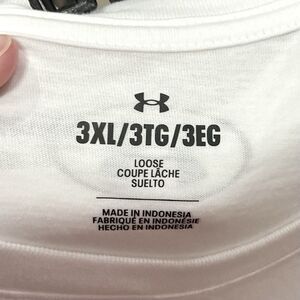 3XL/3TG/3EG
LOOSE
COUPE LÂCHE
SUELTO
MADE IN INDONESIA
FABRIQUÉ EN INDONÉSIE
HECHO EN INDONESIA